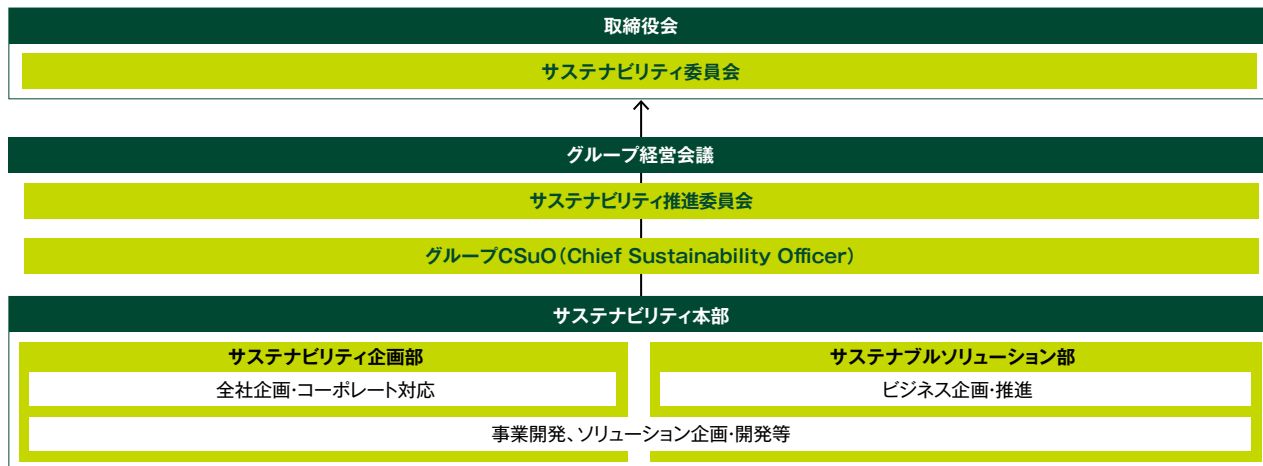 取締役会
サステナビリティ委員会
グループ経営会議
サステナビリティ推進委員会
グループCSuO(Chief Sustainability Officer)
サステナビリティ本部
サステナビリティ企画部
全社企画・コーポレート対応
サステナブルソリューション部
ビジネス企画・推進
事業開発、ソリューション企画・開発等